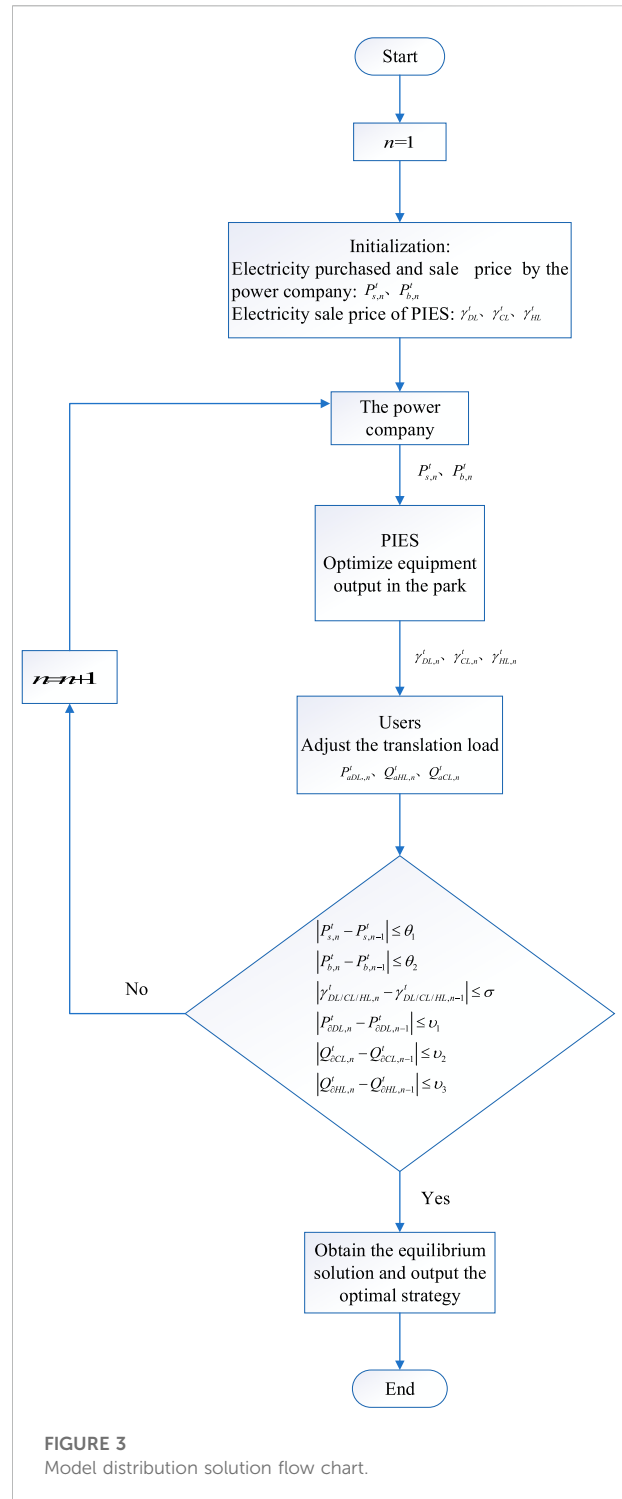 Start
n=1
Initialization:
Electricity purchased and sale price by the
power company: P^t_{s,n}、P^t_{b,n}
Electricity sale price of PIES: γ^t_{DL}、γ^t_{CL}、γ^t_{HL}
The power
company
P^t_{s,n}、P^t_{b,n}
PIES
Optimize equipment
output in the park
γ^t_{DL,n}、γ^t_{CL,n}、γ^t_{HL,n}
n=n+1
Users
Adjust the translation load
P^t_{aDL,n}、Q^t_{aHL,n}、Q^t_{aCL,n}
|P^t_{s,n} − P^t_{s,n-1}| ≤ θ_1
|P^t_{b,n} − P^t_{b,n-1}| ≤ θ_2
|γ^t_{DL/CL/HL,n} − γ^t_{DL/CL/HL,n-1}| ≤ σ
|P^t_{∂DL,n} − P^t_{∂DL,n-1}| ≤ υ_1
|Q^t_{∂CL,n} − Q^t_{∂CL,n-1}| ≤ υ_2
|Q^t_{∂HL,n} − Q^t_{∂HL,n-1}| ≤ υ_3
No
Yes
Obtain the equilibrium
solution and output the
optimal strategy
End
FIGURE 3
Model distribution solution flow chart.